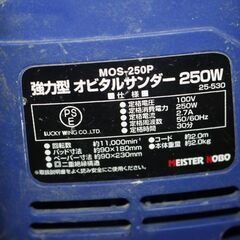 MOS-250P
強力型 オビタルサンダー 250W
25-530
仕様
PSE
LUCKY WING CO.,LTD.
定格電圧 100V
定格消費電力 250W
定格電流 2.7A
定格周波数 50/60Hz
定格時間 30分
回転数 約11,000min⁻¹
パッド寸法 約90×180mm
ペーパー寸法 約90×230mm
二重絶縁構造
コード 約2.0m
本体重量 約2.0kg
MEISTER KOBO